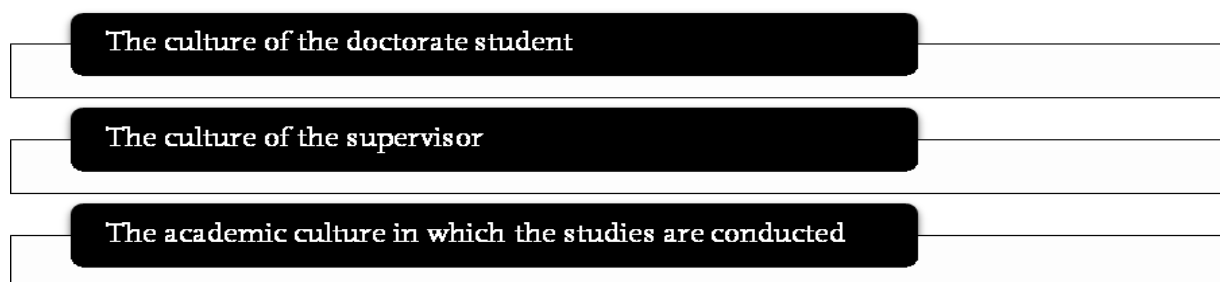 The culture of the doctorate student
The culture of the supervisor
The academic culture in which the studies are conducted